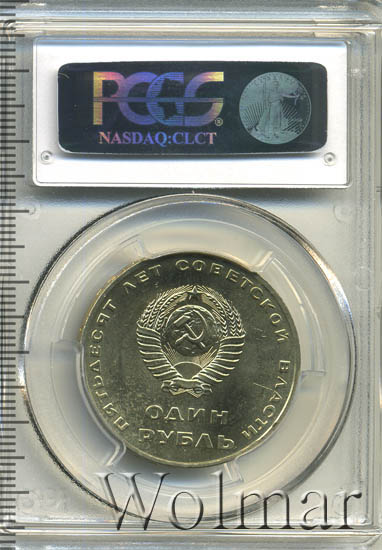 PCGS
NASDAQ:CLCT
ПЯТЬДЕСЯТ ЛЕТ СОВЕТСКОЙ ВЛАСТИ
ОДИН
РУБЛЬ
Wolmar